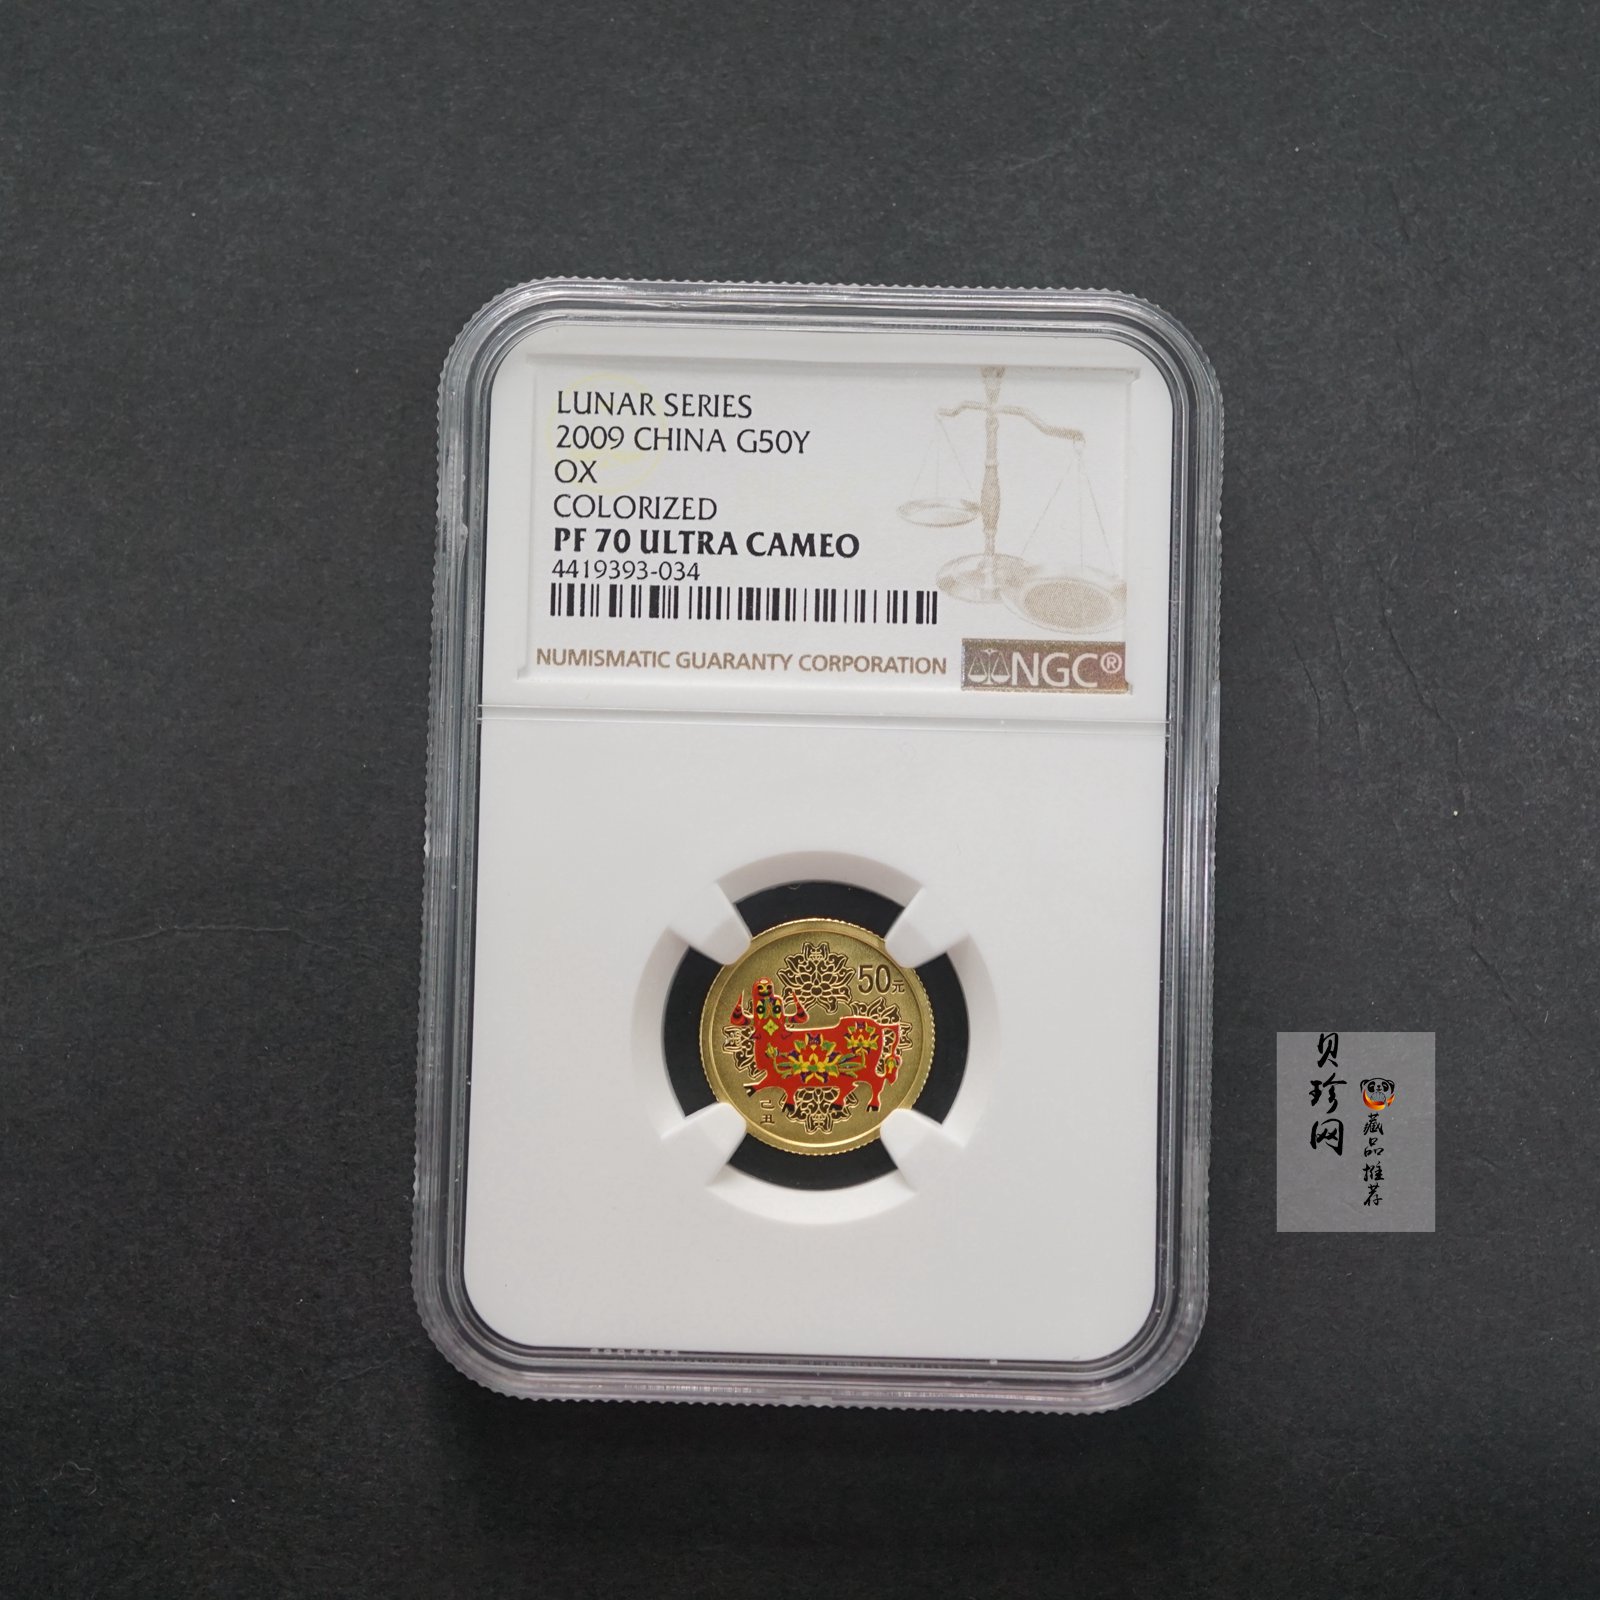 LUNAR SERIES
2009 CHINA G50Y
OX
COLORIZED
PF 70 ULTRA CAMEO
4419393-034
NUMISMATIC GUARANTY CORPORATION
NGC®
50元
己丑
贝珍网
藏品推荐